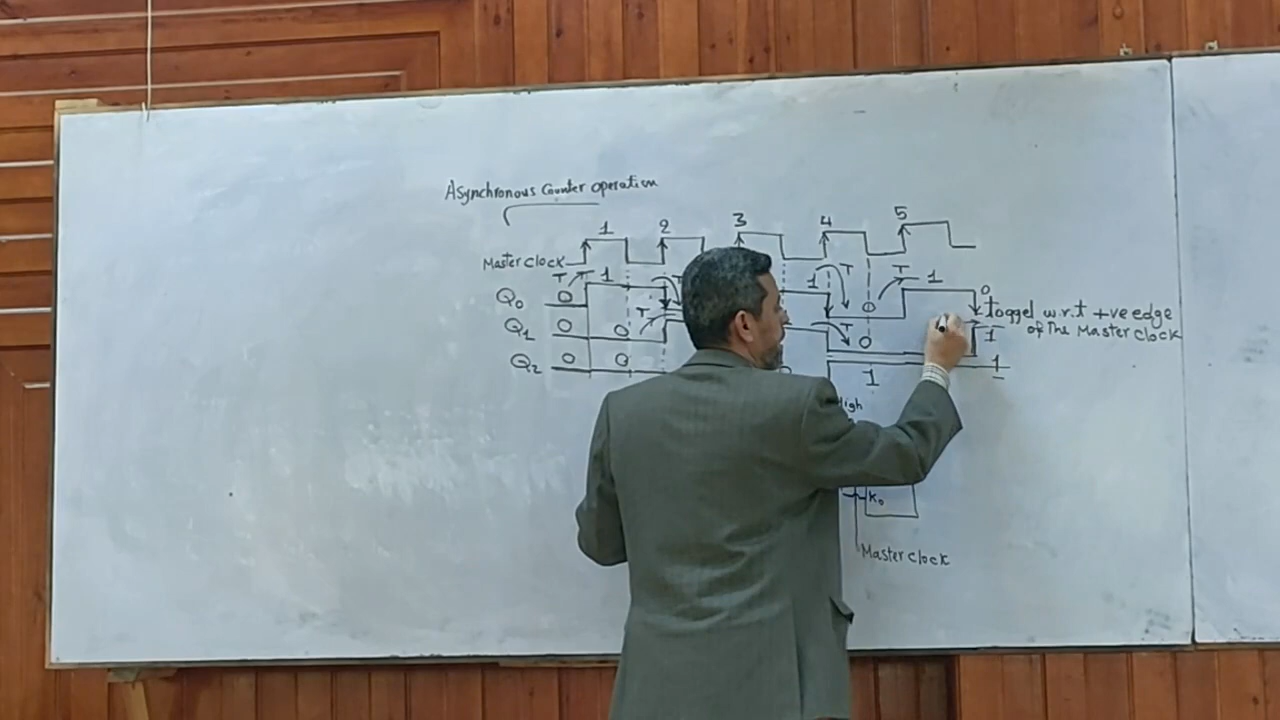 Asynchronous Counter operation
1 2 3 4 5
Master clock
T 1 T 1 T T 1
Q0 0 0 0
toggel w.r.t +ve edge
of The Master Clock
Q1 0 0 T T 0 1
Q2 0 0 1 1
High
K0
Master clock